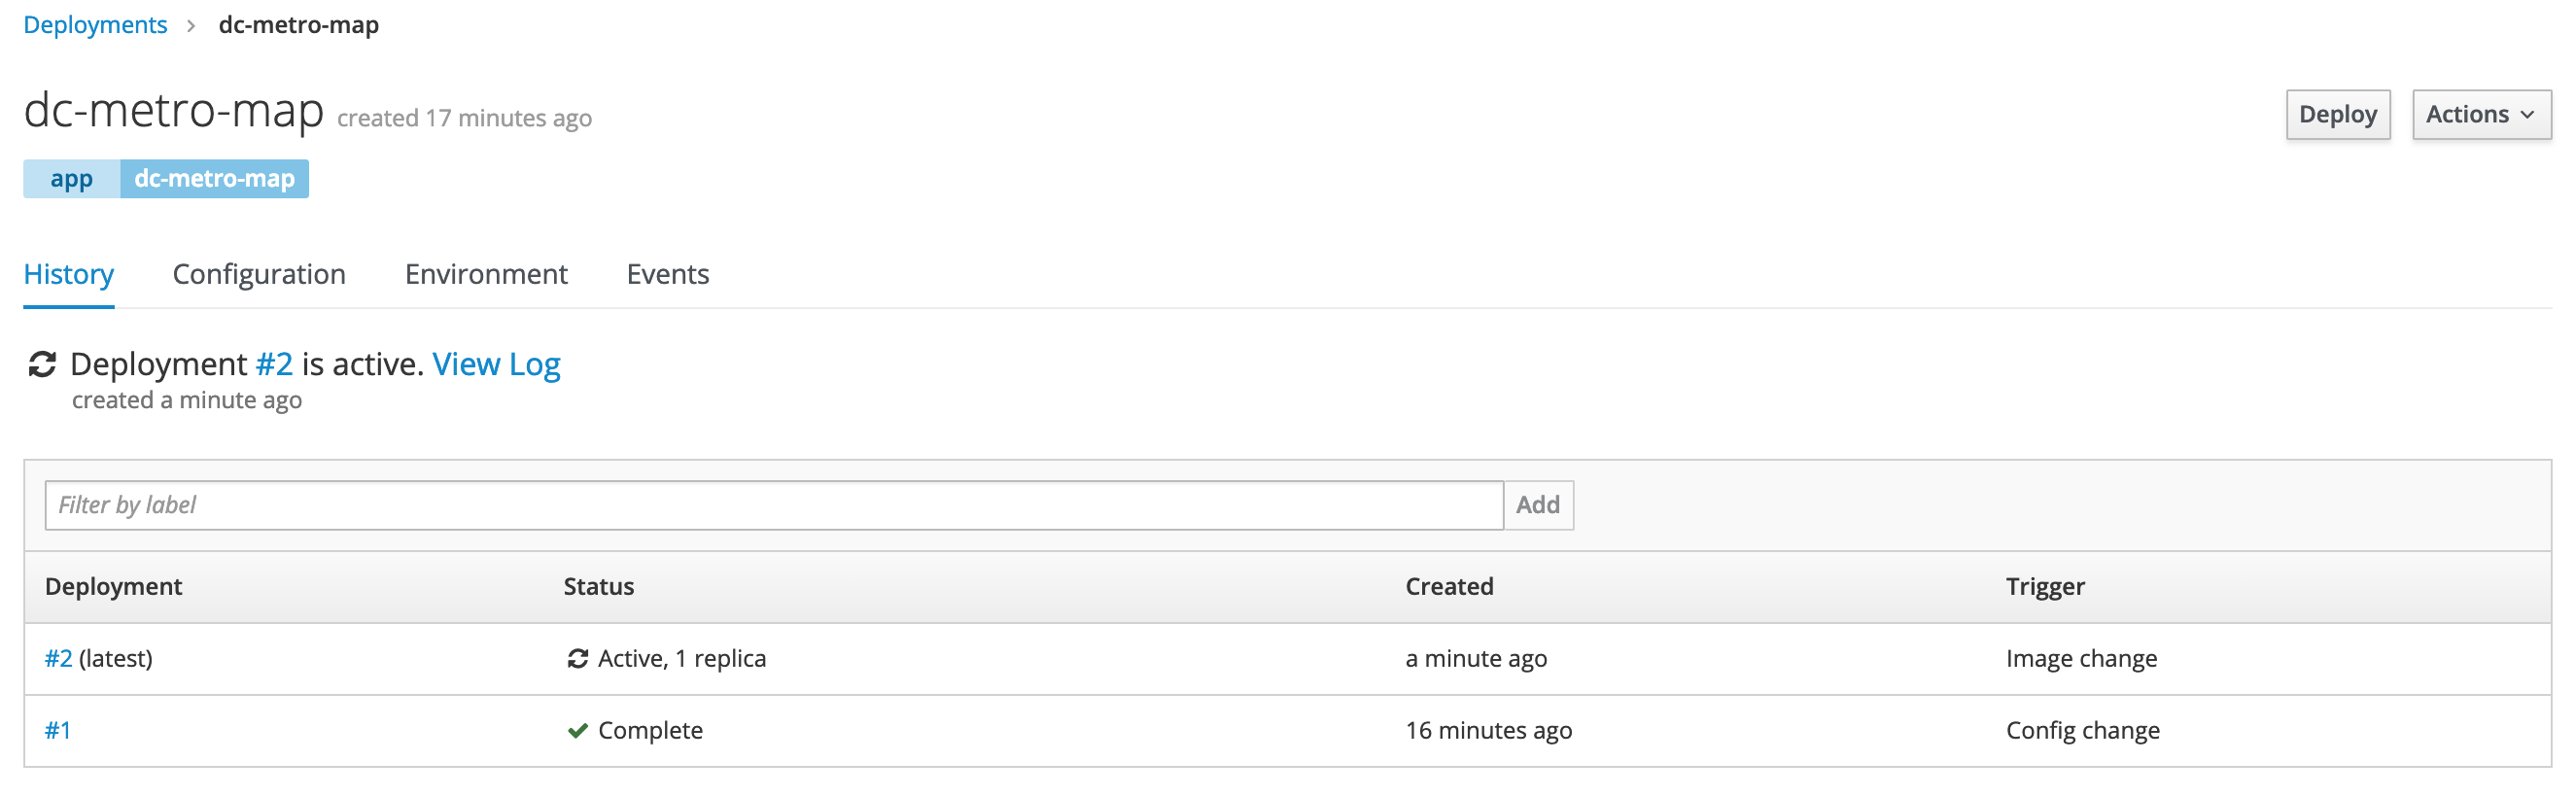 Deployments > dc-metro-map
dc-metro-map created 17 minutes ago
Deploy Actions
app dc-metro-map
History Configuration Environment Events
Deployment #2 is active. View Log
created a minute ago
Filter by label Add
Deployment Status Created Trigger
#2 (latest) Active, 1 replica a minute ago Image change
#1 Complete 16 minutes ago Config change